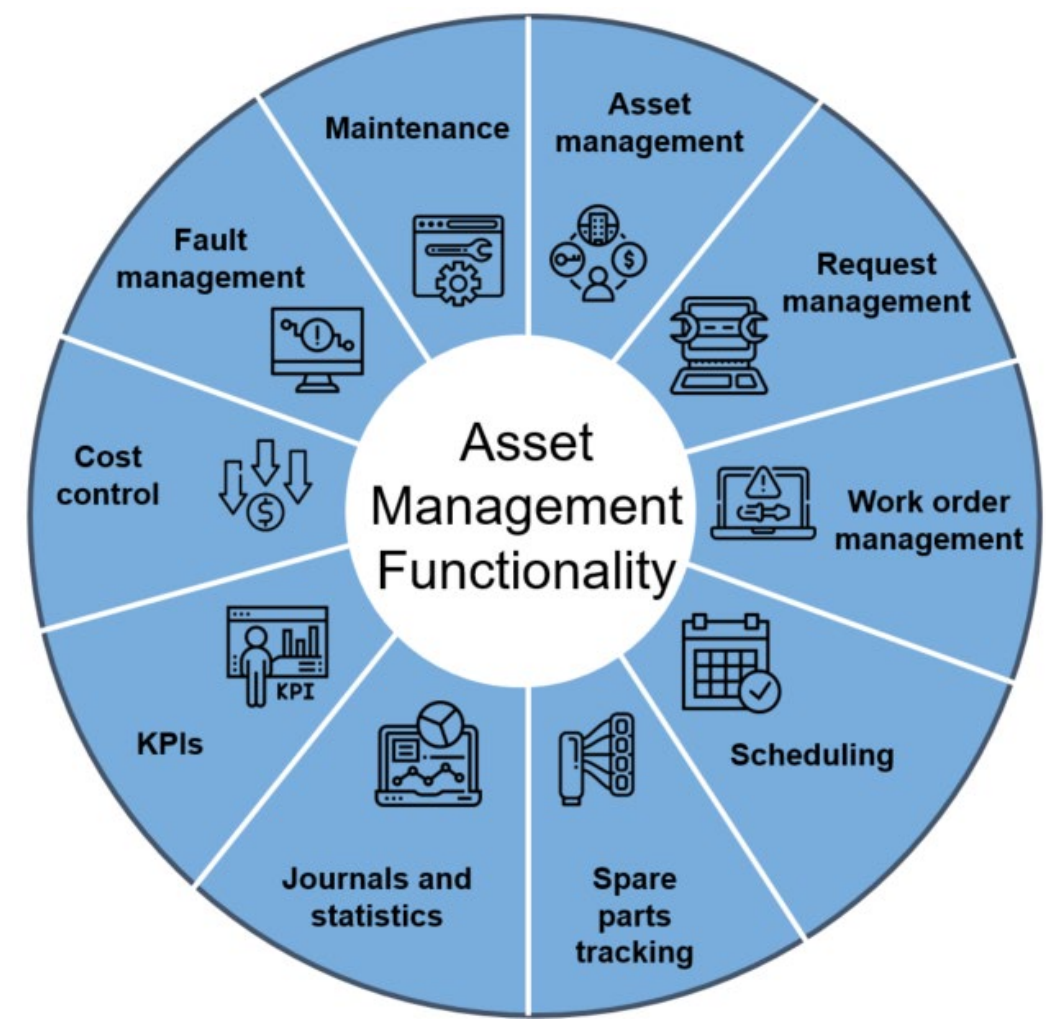 Asset
Management
Functionality
Asset
management
Request
management
Work order
management
Scheduling
Spare
parts
tracking
Journals and
statistics
KPIs
KPI
Cost
control
Fault
management
Maintenance
$
$